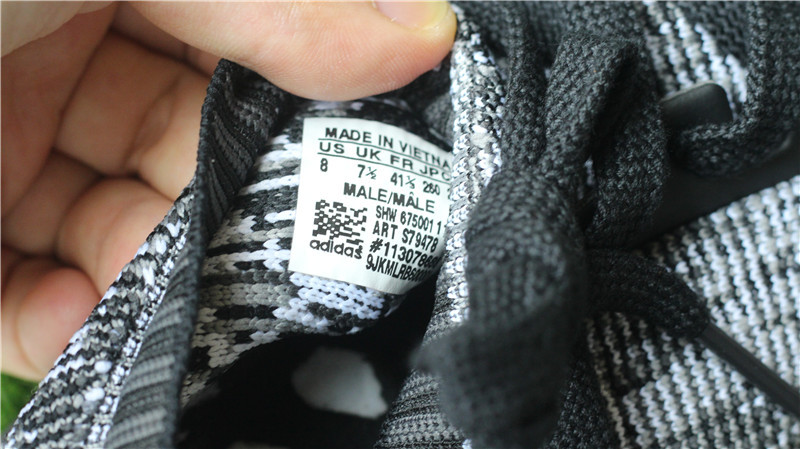 MADE IN VIETNA
US UK FR JPC
8 7½ 41⅓ 260
MALE/MÂLE
SHW 675001 1
ART S79478
adidas